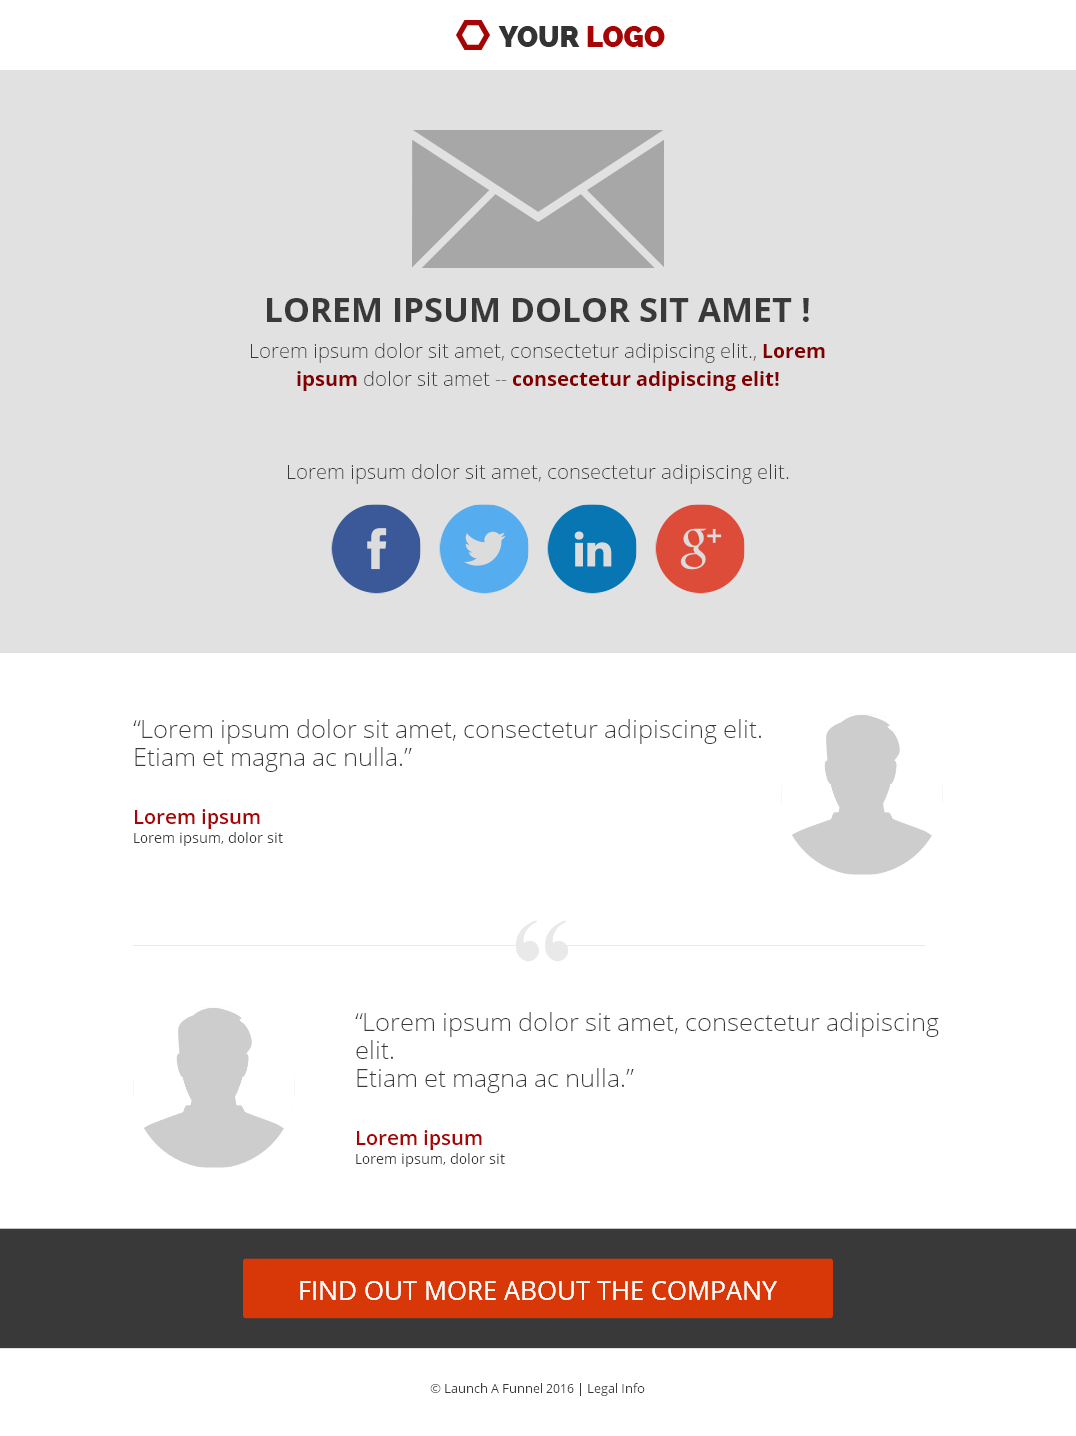 YOUR LOGO
LOREM IPSUM DOLOR SIT AMET !
Lorem ipsum dolor sit amet, consectetur adipiscing elit., Lorem
ipsum dolor sit amet -- consectetur adipiscing elit!
Lorem ipsum dolor sit amet, consectetur adipiscing elit.
f in g+
“Lorem ipsum dolor sit amet, consectetur adipiscing elit.
Etiam et magna ac nulla.”
Lorem ipsum
Lorem ipsum, dolor sit
“
“Lorem ipsum dolor sit amet, consectetur adipiscing
elit.
Etiam et magna ac nulla.”
Lorem ipsum
Lorem ipsum, dolor sit
FIND OUT MORE ABOUT THE COMPANY
© Launch A Funnel 2016 | Legal Info